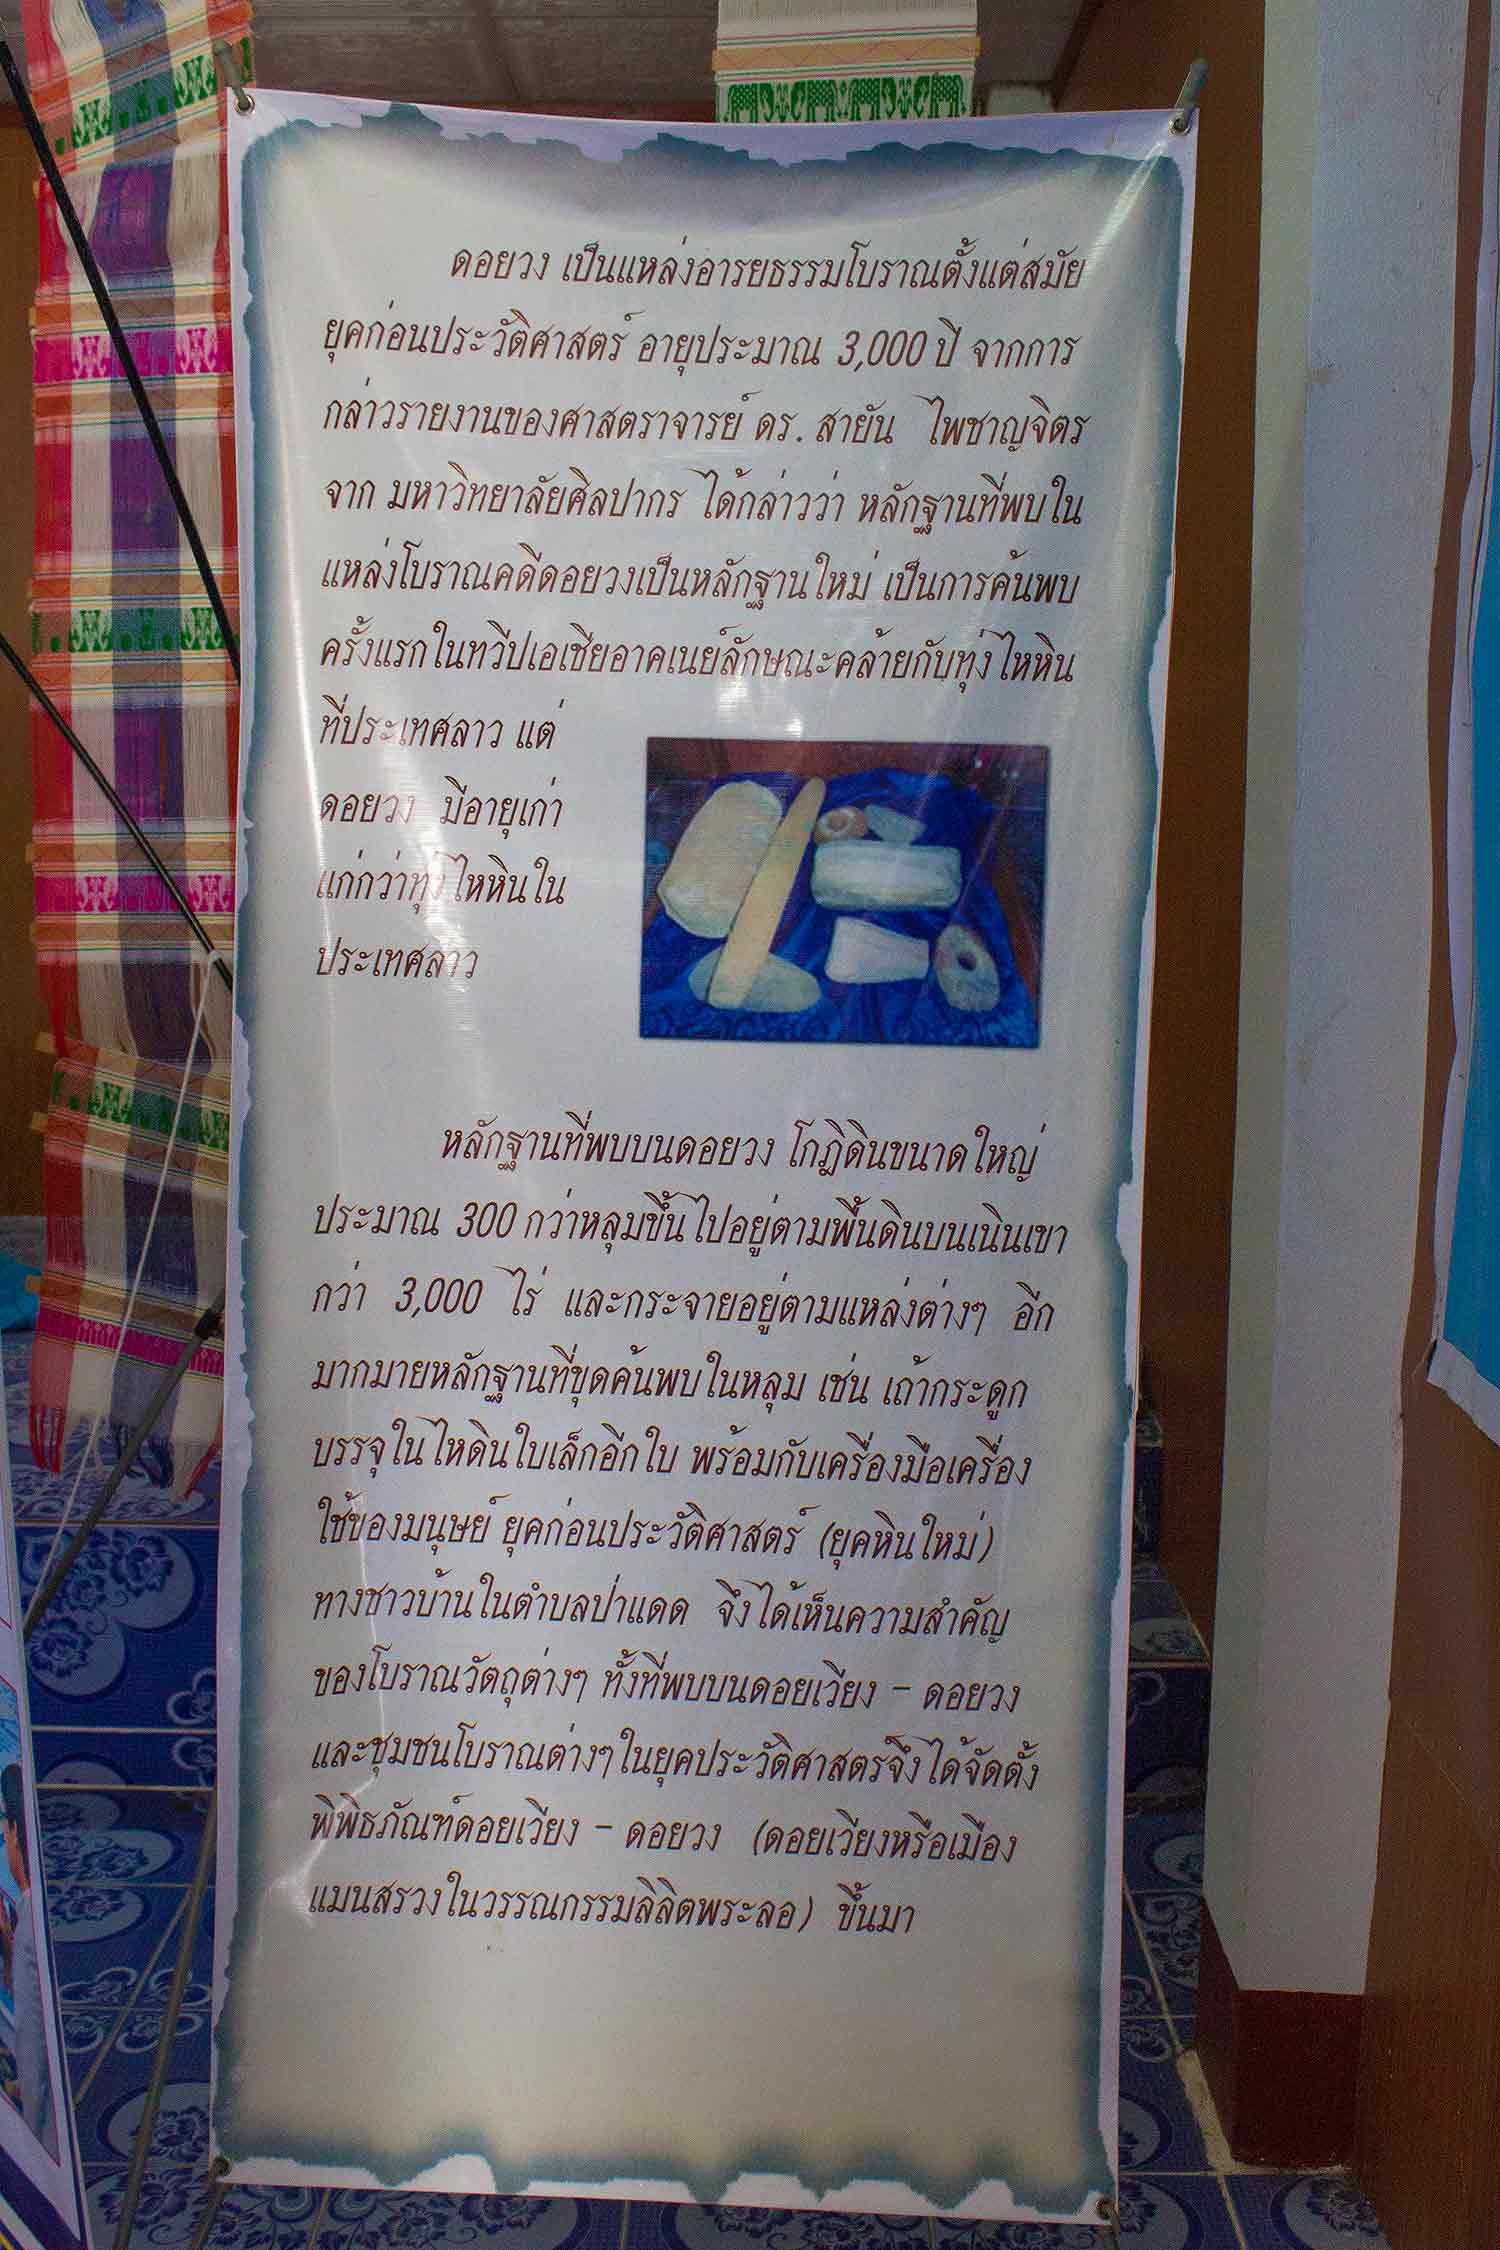 ดอยวง เป็นแหล่งอารยธรรมโบราณตั้งแต่สมัย
ยุคก่อนประวัติศาสตร์ อายุประมาณ 3,000 ปี จากการ
กล่าวรายงานของศาสตราจารย์ ดร. สายัน ไพชาญจิตร
จาก มหาวิทยาลัยศิลปากร ได้กล่าวว่า หลักฐานที่พบใน
แหล่งโบราณคดีดอยวงเป็นหลักฐานใหม่ เป็นการค้นพบ
ครั้งแรกในทวีปเอเชียอาคเนย์ลักษณะคล้ายกับทุ่งไหหิน
ที่ประเทศลาว แต่
ดอยวง มีอายุเก่า
แก่กว่าทุ่งไหหินใน
ประเทศลาว
หลักฐานที่พบบนดอยวง โกฎิดินขนาดใหญ่
ประมาณ 300 กว่าหลุมขึ้นไปอยู่ตามพื้นดินบนเนินเขา
กว่า 3,000 ไร่ และกระจายอยู่ตามแหล่งต่างๆ อีก
มากมายหลักฐานที่ขุดค้นพบในหลุม เช่น เถ้ากระดูก
บรรจุในไหดินใบเล็กอีกใบ พร้อมกับเครื่องมือเครื่อง
ใช้ของมนุษย์ ยุคก่อนประวัติศาสตร์ (ยุคหินใหม่)
ทางชาวบ้านในตำบลป่าแดด จึงได้เห็นความสำคัญ
ของโบราณวัตถุต่างๆ ทั้งที่พบบนดอยเวียง - ดอยวง
และชุมชนโบราณต่างๆในยุคประวัติศาสตร์จึงได้จัดตั้ง
พิพิธภัณฑ์ดอยเวียง - ดอยวง (ดอยเวียงหรือเมือง
แมนสรวงในวรรณกรรมลิลิตพระลอ) ขึ้นมา